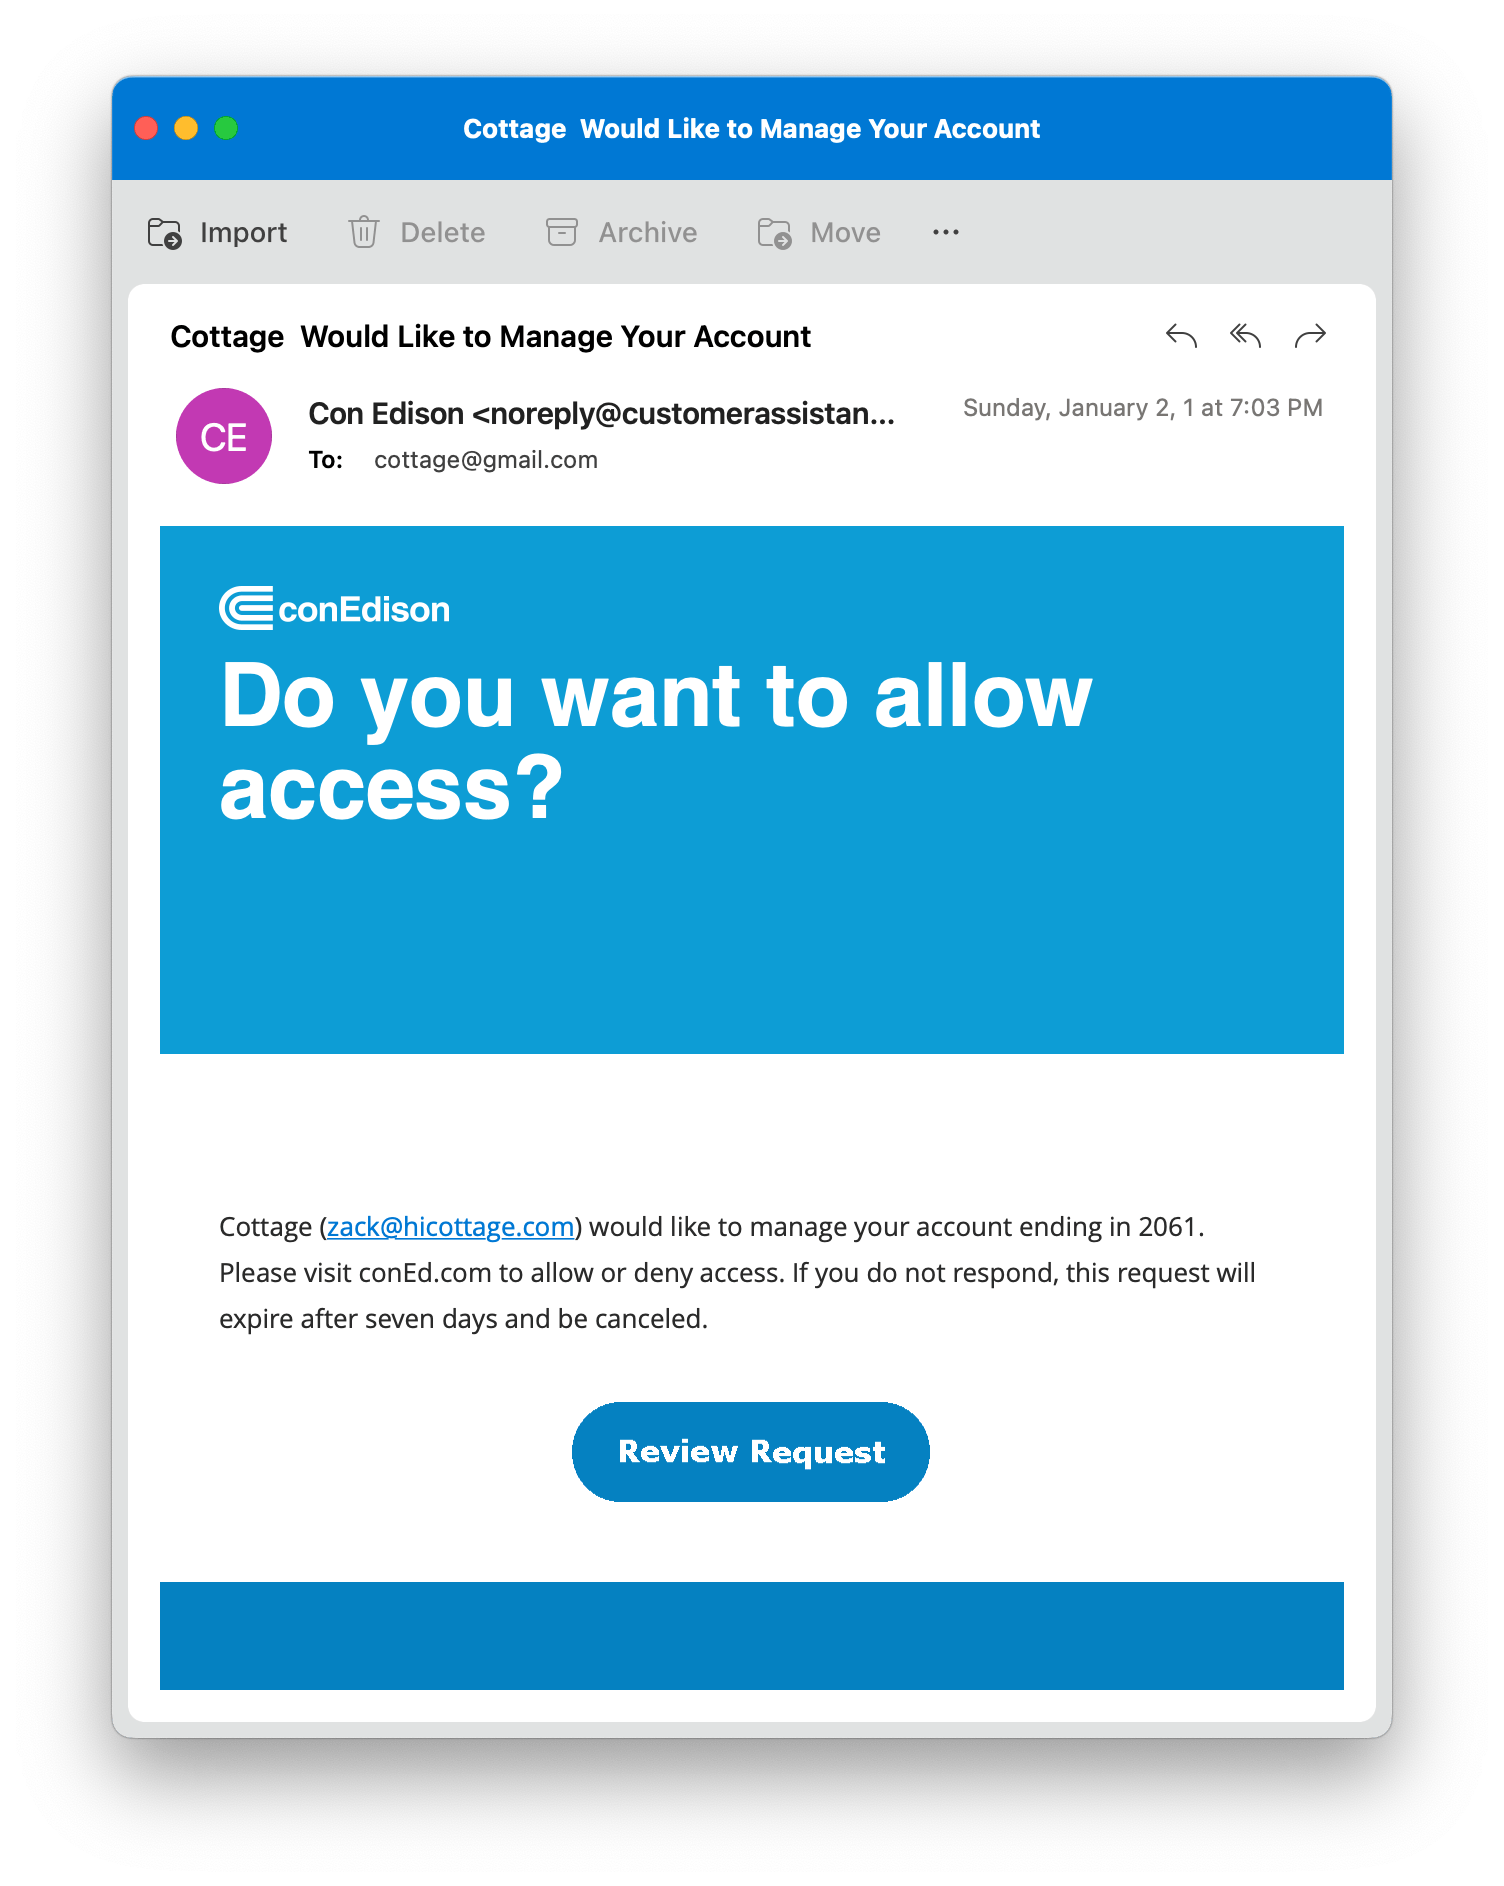 Cottage  Would Like to Manage Your Account
Import Delete Archive Move ...
Cottage  Would Like to Manage Your Account
CE
Con Edison <noreply@customerassistan...
Sunday, January 2, 1 at 7:03 PM
To: cottage@gmail.com
conEdison
Do you want to allow
access?
Cottage (zack@hicottage.com) would like to manage your account ending in 2061.
Please visit conEd.com to allow or deny access. If you do not respond, this request will
expire after seven days and be canceled.
Review Request